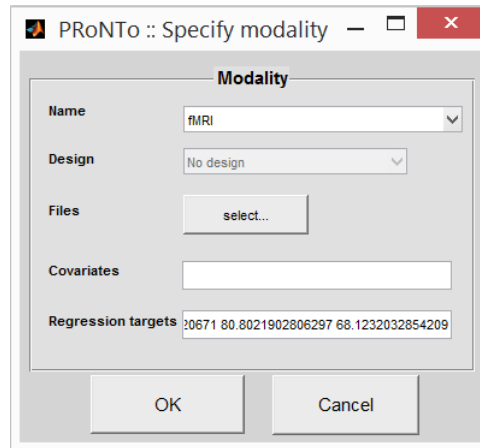 PRoNTo :: Specify modality
Modality
Name
fMRI
Design
No design
Files
select...
Covariates
Regression targets
20671 80.8021902806297 68.1232032854209
OK
Cancel